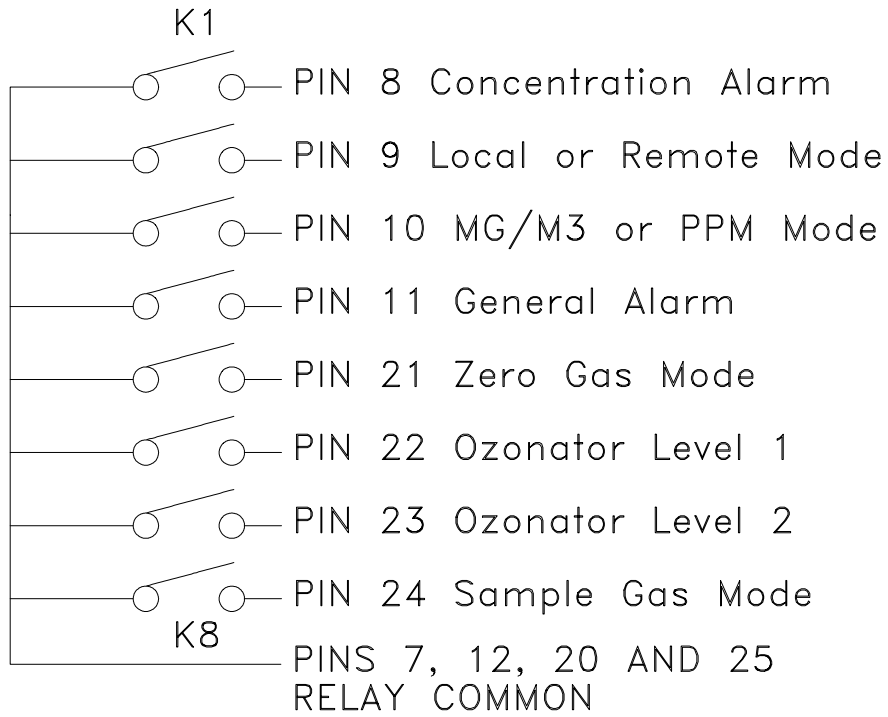 K1
PIN 8 Concentration Alarm
PIN 9 Local or Remote Mode
PIN 10 MG/M3 or PPM Mode
PIN 11 General Alarm
PIN 21 Zero Gas Mode
PIN 22 Ozonator Level 1
PIN 23 Ozonator Level 2
PIN 24 Sample Gas Mode
K8
PINS 7, 12, 20 AND 25
RELAY COMMON